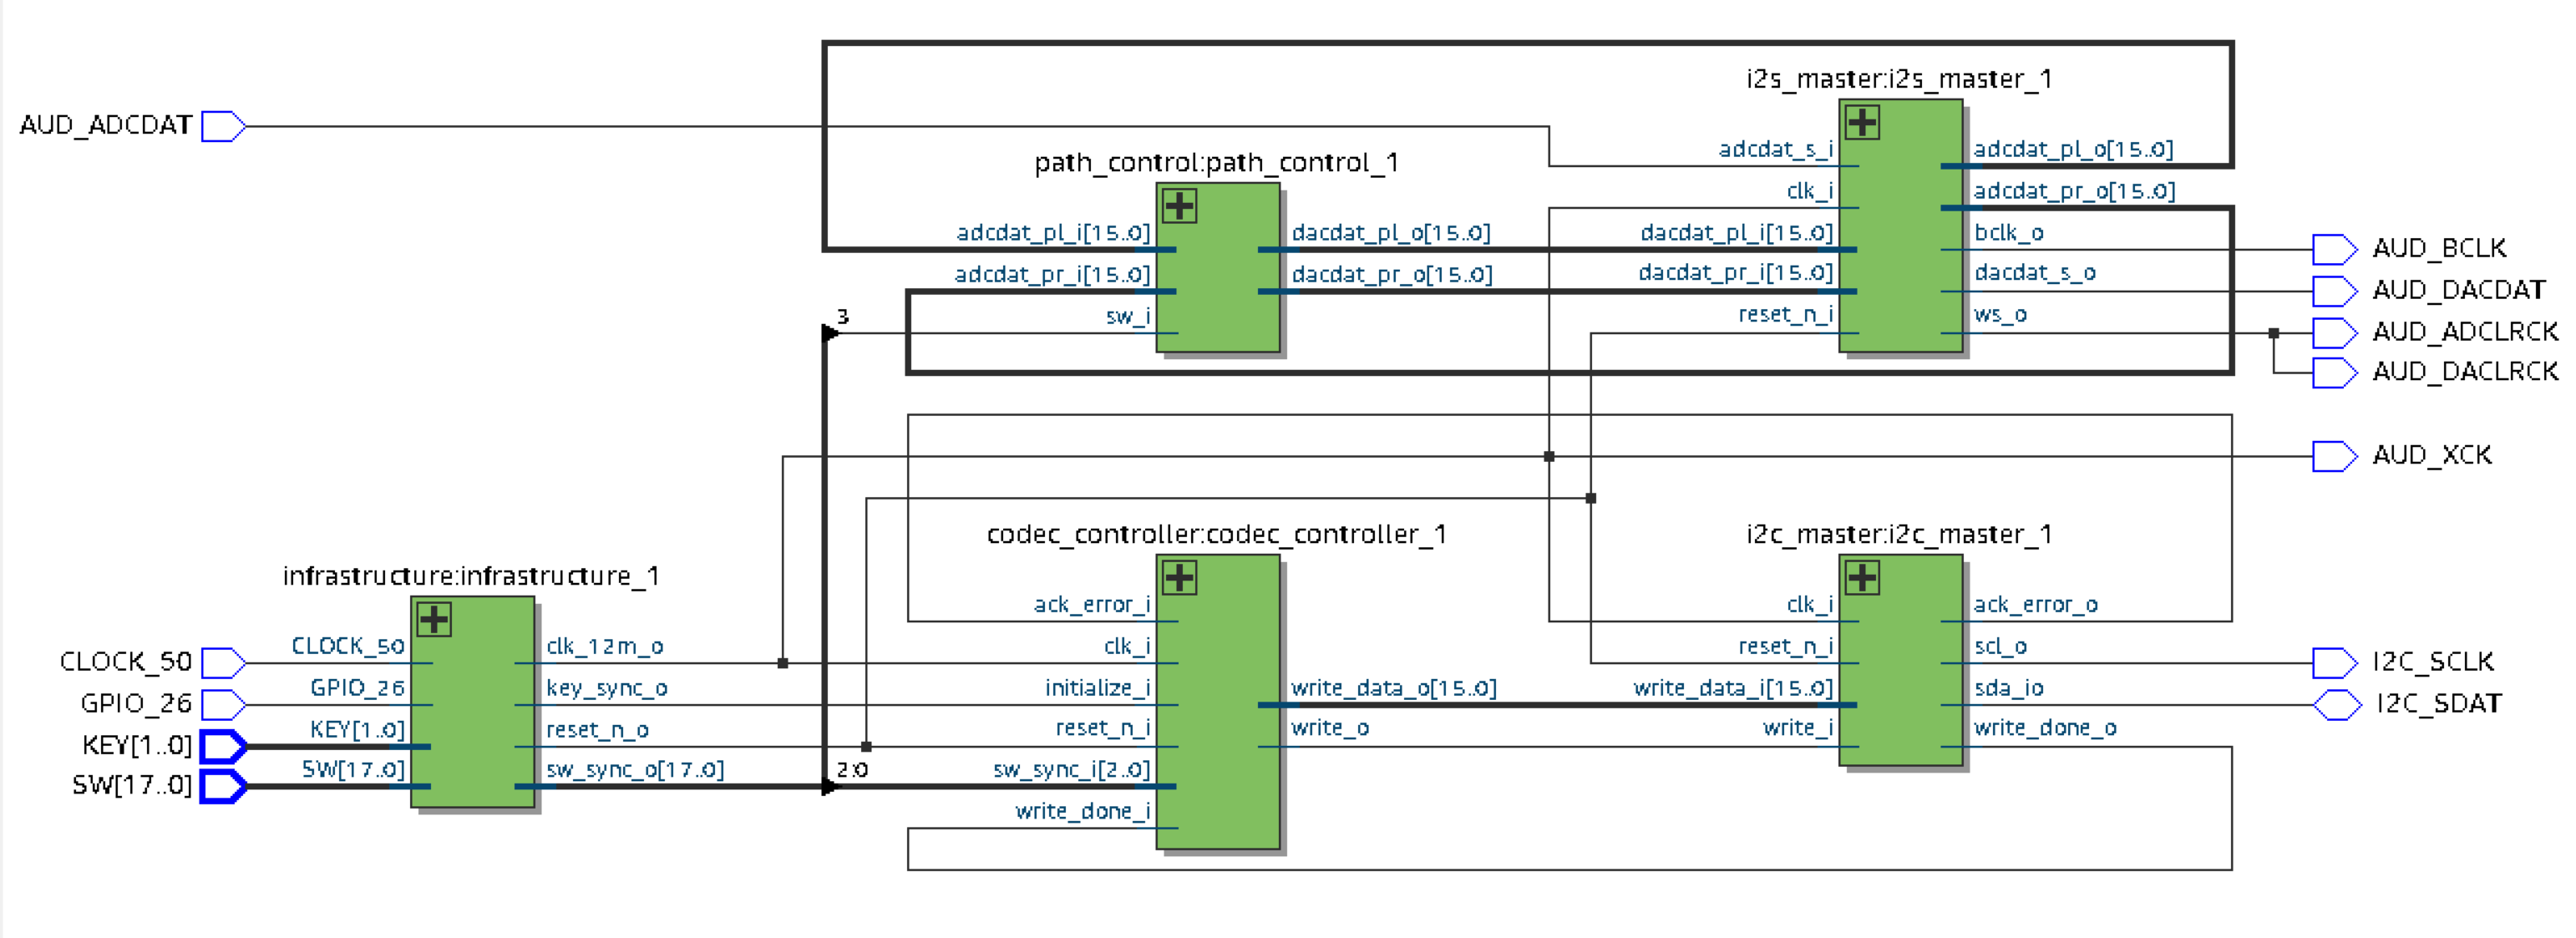 i2s_master:i2s_master_1
AUD_ADCDAT
adcdat_s_i
adcdat_pl_o[15..0]
path_control:path_control_1
clk_i
adcdat_pr_o[15..0]
adcdat_pl_i[15..0]
dacdat_pl_o[15..0]
dacdat_pl_i[15..0]
bclk_o
AUD_BCLK
adcdat_pr_i[15..0]
dacdat_pr_o[15..0]
dacdat_pr_i[15..0]
dacdat_s_o
AUD_DACDAT
3
sw_i
reset_n_i
ws_o
AUD_ADCLRCK
AUD_DACLRCK
AUD_XCK
codec_controller:codec_controller_1
i2c_master:i2c_master_1
infrastructure:infrastructure_1
ack_error_i
clk_i
ack_error_o
CLOCK_50
CLOCK_50
clk_12m_o
clk_i
reset_n_i
scl_o
I2C_SCLK
GPIO_26
GPIO_26
key_sync_o
initialize_i
write_data_o[15..0]
write_data_i[15..0]
sda_io
I2C_SDAT
KEY[1..0]
KEY[1..0]
reset_n_o
reset_n_i
write_o
write_i
write_done_o
SW[17..0]
SW[17..0]
sw_sync_o[17..0]
2:0
sw_sync_i[2..0]
write_done_i